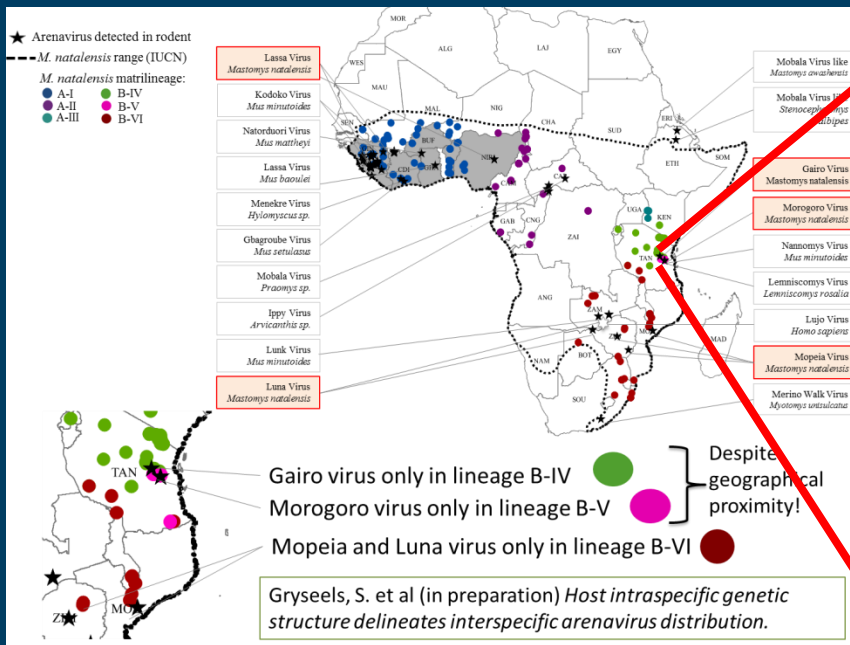 Arenavirus detected in rodent
M. natalensis range (IUCN)
M. natalensis matrilineage:
A-I
B-IV
A-II
B-V
A-III
B-VI
Lassa Virus
Mastomys natalensis
Kodoko Virus
Mus minutoides
Natorduori Virus
Mus mattheyi
Lassa Virus
Mus baoulei
Menekre Virus
Hylomyscus sp.
Gbagroube Virus
Mus setulasus
Mobala Virus
Praomys sp.
Ippy Virus
Arvicanthis sp.
Lunk Virus
Mus minutoides
Luna Virus
Mastomys natalensis
MOR
ALG
LAJ
EGY
WES
MAU
MAL
NIG
CHA
SUD
ERI
SEN
BUF
CDI
ETH
SOM
UGA
KEN
GAB
CNG
ZAI
TAN
ANG
ZAM
MAD
NAM
BOT
SOU
Mobala Virus like
Mastomys awashensis
Mobala Virus
albipes
Gairo Virus
Mastomys natalensis
Morogoro Virus
Mastomys natalensis
Nannomys Virus
Mus minutoides
Lemniscomys Virus
Lemniscomys rosalia
Lujo Virus
Homo sapiens
Mopeia Virus
Mastomys natalensis
Merino Walk Virus
Myotomys unisulcatus
TAN
Gairo virus only in lineage B-IV
Morogoro virus only in lineage B-V
Mopeia and Luna virus only in lineage B-VI
Despite
geographical
proximity!
Gryseels, S. et al (in preparation) Host intraspecific genetic
structure delineates interspecific arenavirus distribution.